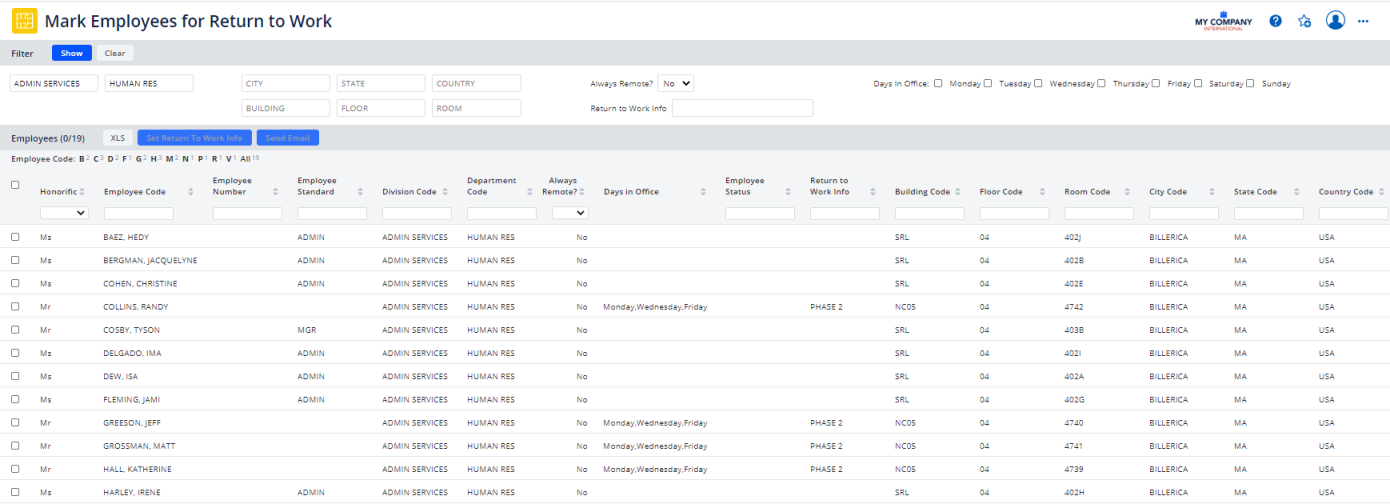 Mark Employees for Return to Work
MY COMPANY
INTERNATIONAL
Filter Show Clear
ADMIN SERVICES HUMAN RES CITY STATE COUNTRY Always Remote? No Days In Office: Monday Tuesday Wednesday Thursday Friday Saturday Sunday
BUILDING FLOOR ROOM Return to Work Info
Employees (0/19) XLS Set Return To Work Info Send Email
Employee Code: B 2 C 3 D 2 F 1 G 2 H 3 M 2 N 1 P 1 R 1 V 1 All 19
Honorific Employee Code Employee Number Employee Standard Division Code Department Code Always Remote? Days in Office Employee Status Return to Work Info Building Code Floor Code Room Code City Code State Code Country Code
Ms BAEZ, HEDY ADMIN ADMIN SERVICES HUMAN RES No SRL 04 402J BILLERICA MA USA
Ms BERGMAN, JACQUELYNE ADMIN ADMIN SERVICES HUMAN RES No SRL 04 402B BILLERICA MA USA
Ms COHEN, CHRISTINE ADMIN ADMIN SERVICES HUMAN RES No SRL 04 402E BILLERICA MA USA
Mr COLLINS, RANDY ADMIN SERVICES HUMAN RES No Monday,Wednesday,Friday PHASE 2 NC05 04 4742 BILLERICA MA USA
Mr COSBY, TYSON MGR ADMIN SERVICES HUMAN RES No SRL 04 403B BILLERICA MA USA
Ms DELGADO, IMA ADMIN ADMIN SERVICES HUMAN RES No SRL 04 402I BILLERICA MA USA
Ms DEW, ISA ADMIN ADMIN SERVICES HUMAN RES No SRL 04 402A BILLERICA MA USA
Ms FLEMING, JAMI ADMIN ADMIN SERVICES HUMAN RES No SRL 04 402G BILLERICA MA USA
Mr GREESON, JEFF ADMIN SERVICES HUMAN RES No Monday,Wednesday,Friday PHASE 2 NC05 04 4740 BILLERICA MA USA
Mr GROSSMAN, MATT ADMIN SERVICES HUMAN RES No Monday,Wednesday,Friday PHASE 2 NC05 04 4741 BILLERICA MA USA
Mr HALL, KATHERINE ADMIN SERVICES HUMAN RES No Monday,Wednesday,Friday PHASE 2 NC05 04 4739 BILLERICA MA USA
Ms HARLEY, IRENE ADMIN ADMIN SERVICES HUMAN RES No SRL 04 402H BILLERICA MA USA